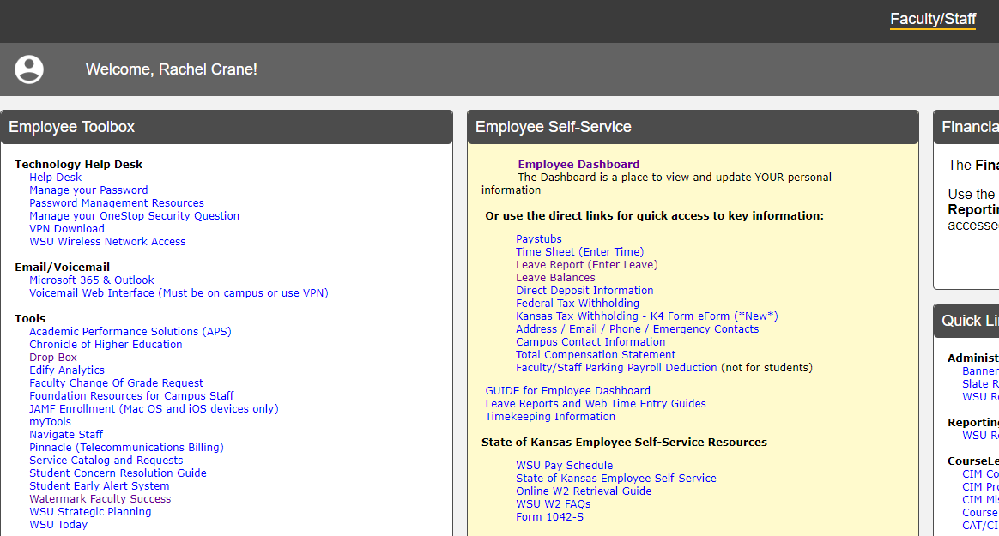 Faculty/Staff
Welcome, Rachel Crane!
Employee Toolbox
Technology Help Desk
Help Desk
Manage your Password
Password Management Resources
Manage your OneStop Security Question
VPN Download
WSU Wireless Network Access
Email/Voicemail
Microsoft 365 & Outlook
Voicemail Web Interface (Must be on campus or use VPN)
Tools
Academic Performance Solutions (APS)
Chronicle of Higher Education
Drop Box
Edify Analytics
Faculty Change Of Grade Request
Foundation Resources for Campus Staff
JAMF Enrollment (Mac OS and iOS devices only)
myTools
Navigate Staff
Pinnacle (Telecommunications Billing)
Service Catalog and Requests
Student Concern Resolution Guide
Student Early Alert System
Watermark Faculty Success
WSU Strategic Planning
WSU Today
Employee Self-Service
Employee Dashboard
The Dashboard is a place to view and update YOUR personal
information
Or use the direct links for quick access to key information:
Paystubs
Time Sheet (Enter Time)
Leave Report (Enter Leave)
Leave Balances
Direct Deposit Information
Federal Tax Withholding
Kansas Tax Withholding - K4 Form eForm (*New*)
Address / Email / Phone / Emergency Contacts
Campus Contact Information
Total Compensation Statement
Faculty/Staff Parking Payroll Deduction (not for students)
GUIDE for Employee Dashboard
Leave Reports and Web Time Entry Guides
Timekeeping Information
State of Kansas Employee Self-Service Resources
WSU Pay Schedule
State of Kansas Employee Self-Service
Online W2 Retrieval Guide
WSU W2 FAQs
Form 1042-S
Financia
The Fina
Use the
Reportin
accesse
Quick Li
Administ
Banner
Slate R
WSU Re
Reporting
WSU Re
CourseLe
CIM Co
CIM Pro
CIM Mis
Course
CAT/CI